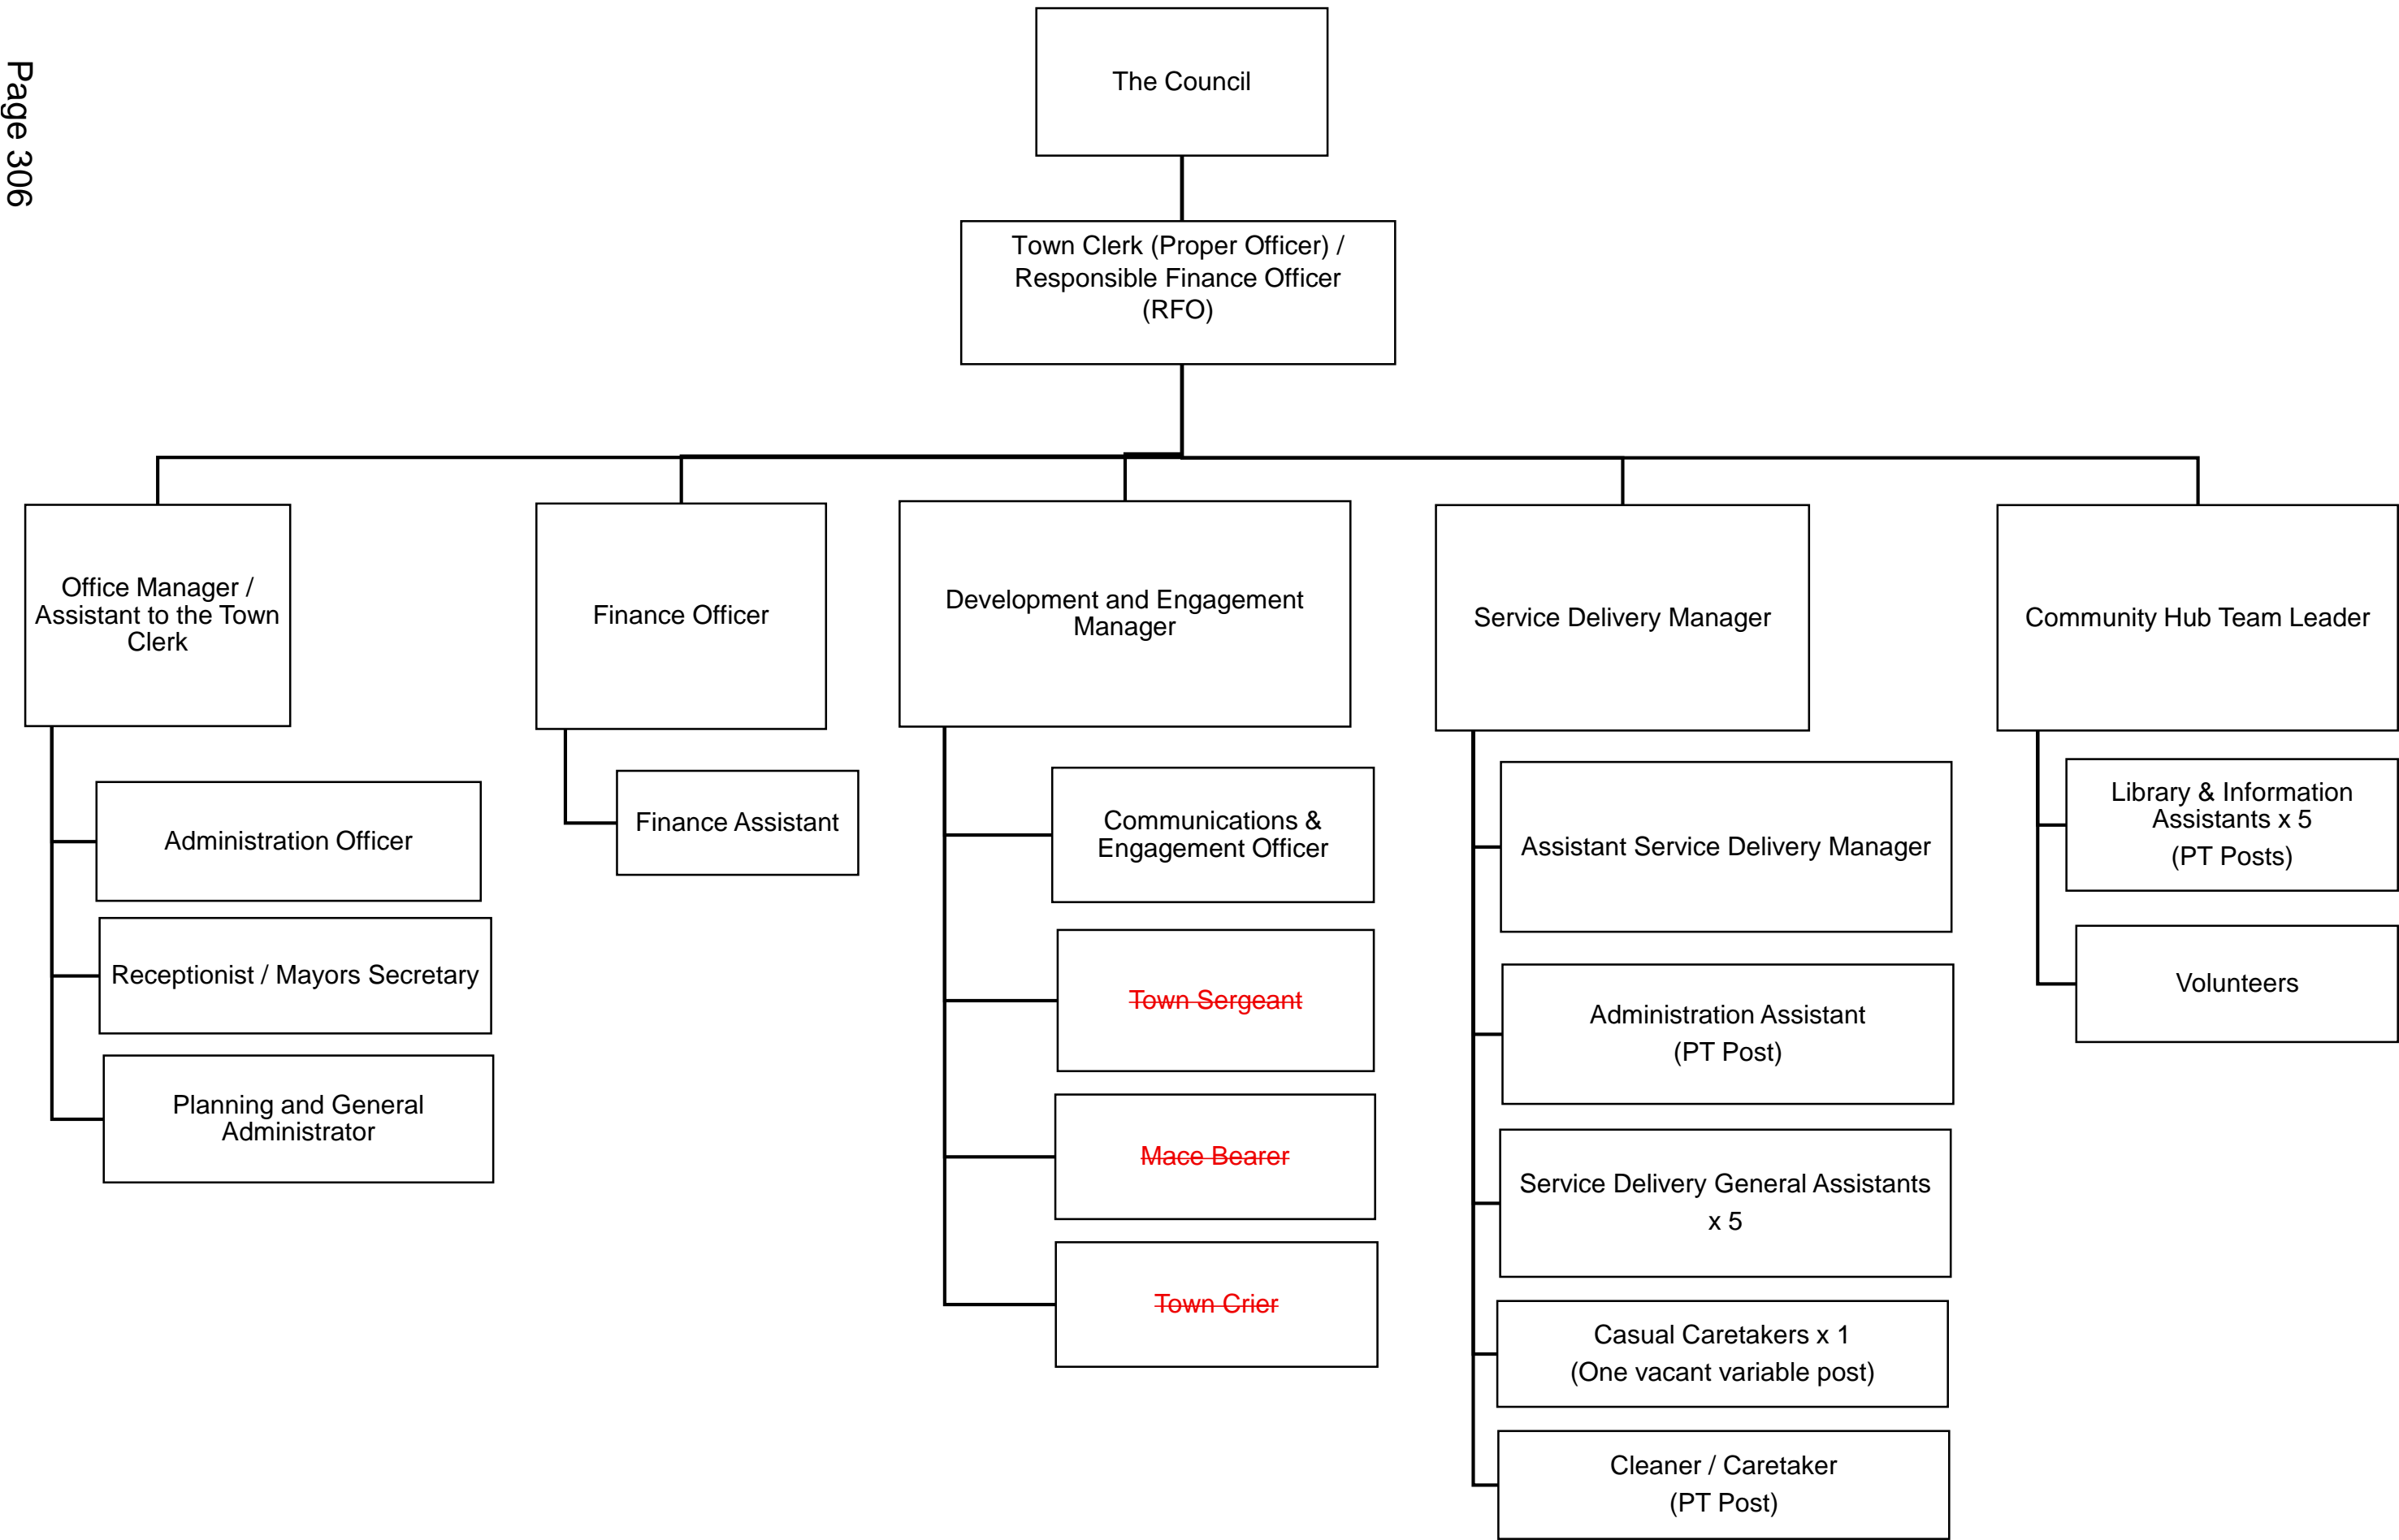 Page 306
The Council
Town Clerk (Proper Officer) /
Responsible Finance Officer
(RFO)
Office Manager /
Assistant to the Town
Clerk
Administration Officer
Receptionist / Mayors Secretary
Planning and General
Administrator
Finance Officer
Finance Assistant
Development and Engagement
Manager
Communications &
Engagement Officer
Town Sergeant
Mace Bearer
Town Crier
Service Delivery Manager
Assistant Service Delivery Manager
Administration Assistant
(PT Post)
Service Delivery General Assistants
x 5
Casual Caretakers x 1
(One vacant variable post)
Cleaner / Caretaker
(PT Post)
Community Hub Team Leader
Library & Information
Assistants x 5
(PT Posts)
Volunteers